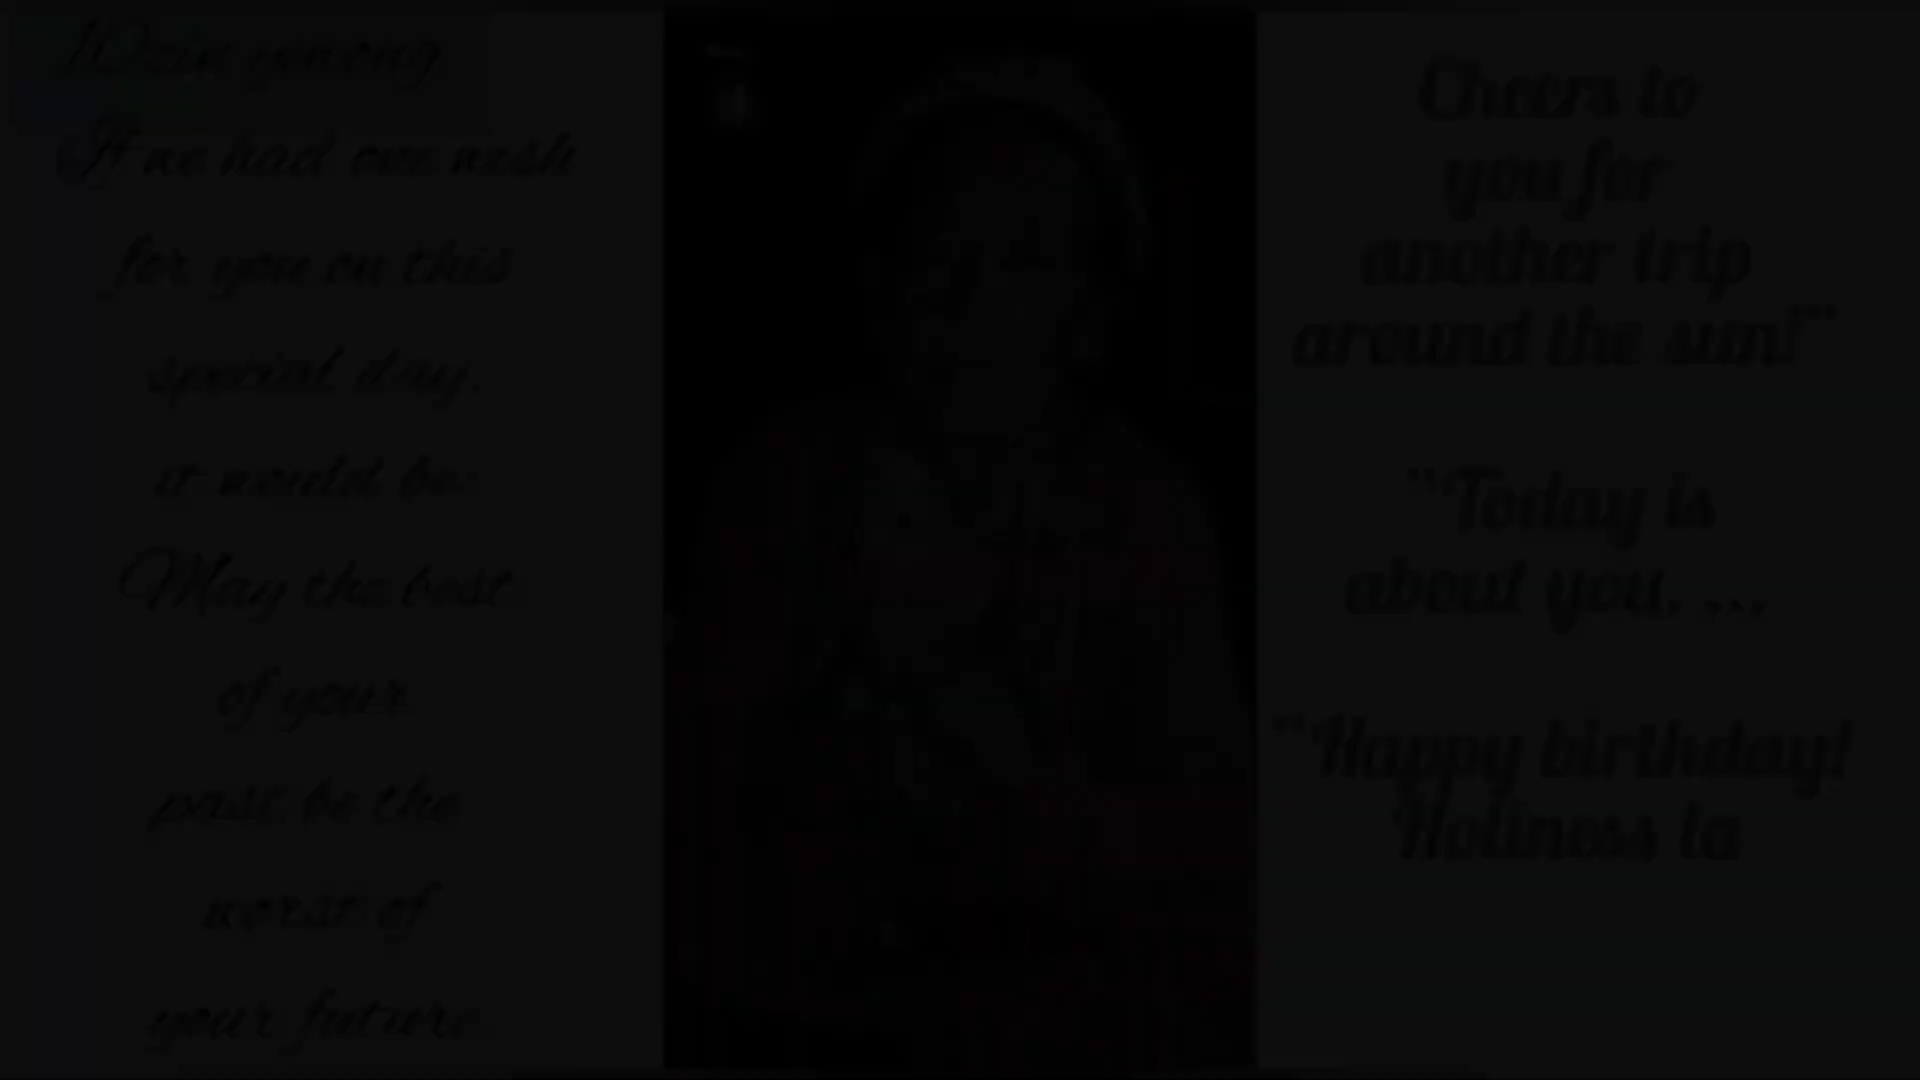 If we had one wish
for you on this
special day,
it would be:
May the best
of your
past be the
worst of
your future
Cheers to
you for
another trip
around the sun!"
"Today is
about you. ...
"Happy birthday!
Holiness la